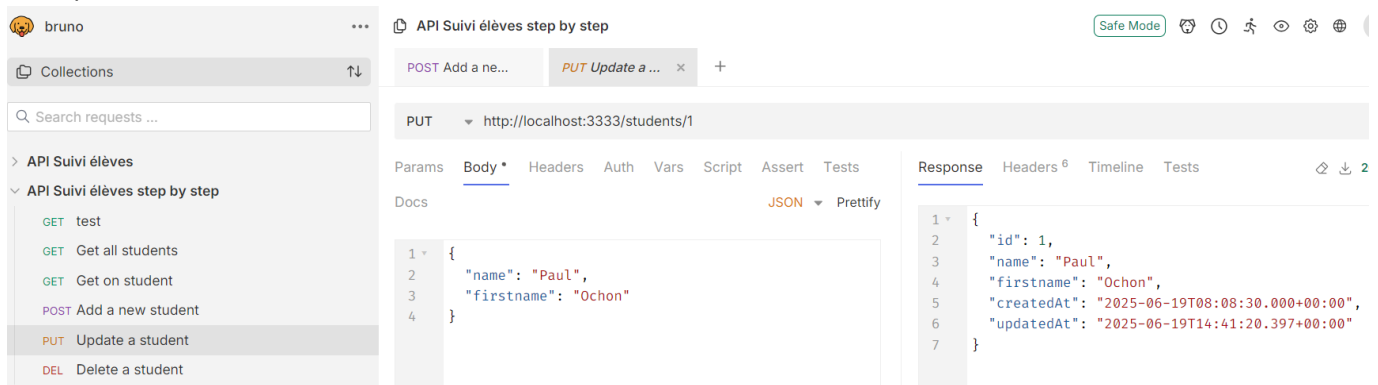 bruno
Collections
Search requests ...
API Suivi élèves
API Suivi élèves step by step
GET test
GET Get all students
GET Get on student
POST Add a new student
PUT Update a student
DEL Delete a student
API Suivi élèves step by step
Safe Mode
POST Add a ne...
PUT Update a ...
PUT http://localhost:3333/students/1
Params Body Headers Auth Vars Script Assert Tests
Docs
JSON Prettify
1 {
2 "name": "Paul",
3 "firstname": "Ochon"
4 }
Response Headers 6 Timeline Tests
1 {
2 "id": 1,
3 "name": "Paul",
4 "firstname": "Ochon",
5 "createdAt": "2025-06-19T08:08:30.000+00:00",
6 "updatedAt": "2025-06-19T14:41:20.397+00:00"
7 }